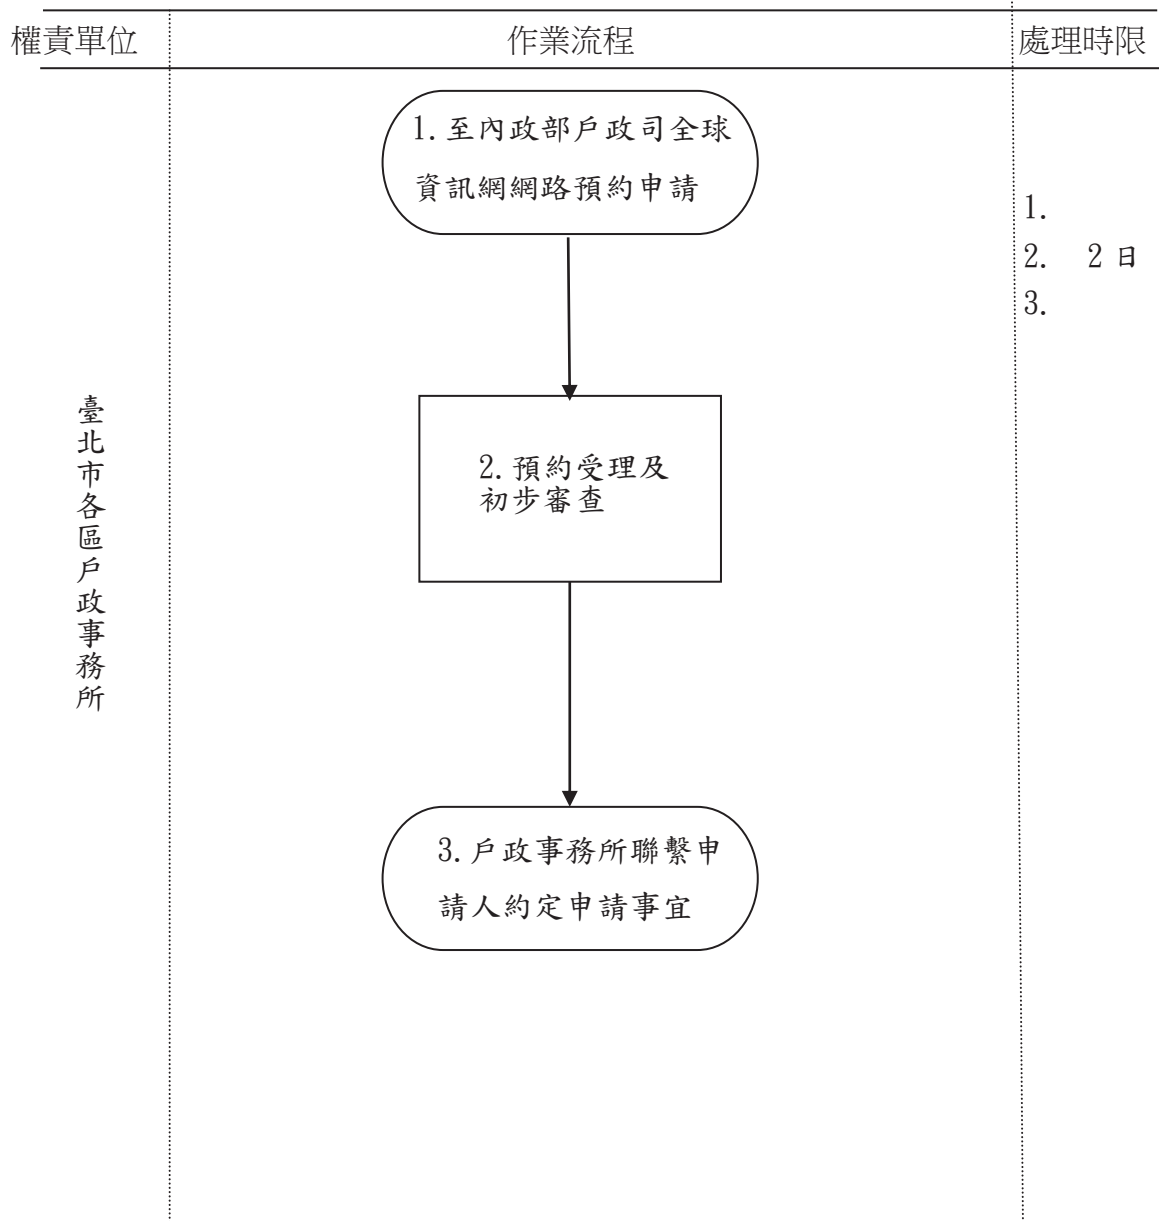 權責單位
作業流程
處理時限
1.至內政部戶政司全球
資訊網網路預約申請
1.
2. 2日
3.
臺北市各區戶政事務所
2.預約受理及
初步審查
3.戶政事務所聯繫申
請人約定申請事宜